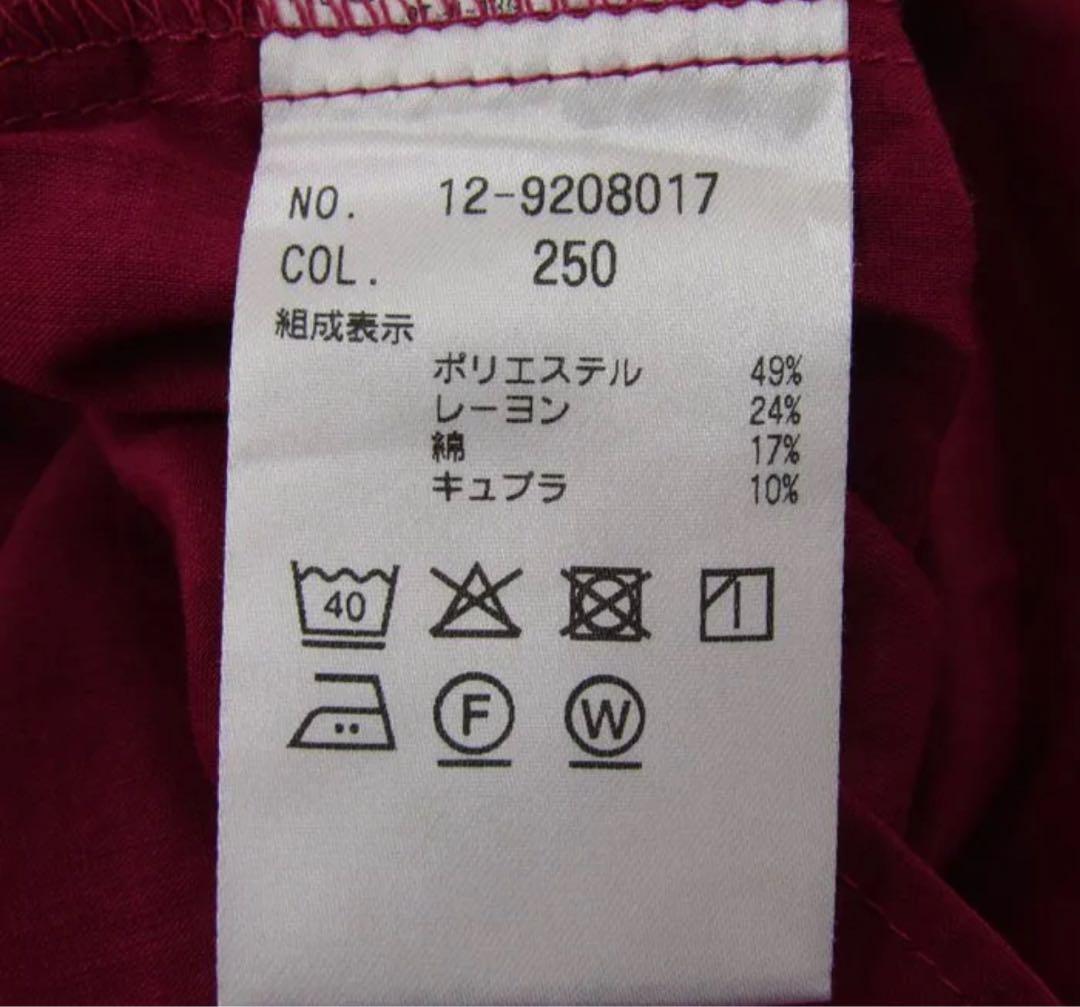 NO. 12-9208017
COL. 250
組成表示
ポリエステル 49%
レーヨン 24%
綿 17%
キュプラ 10%
40
F W